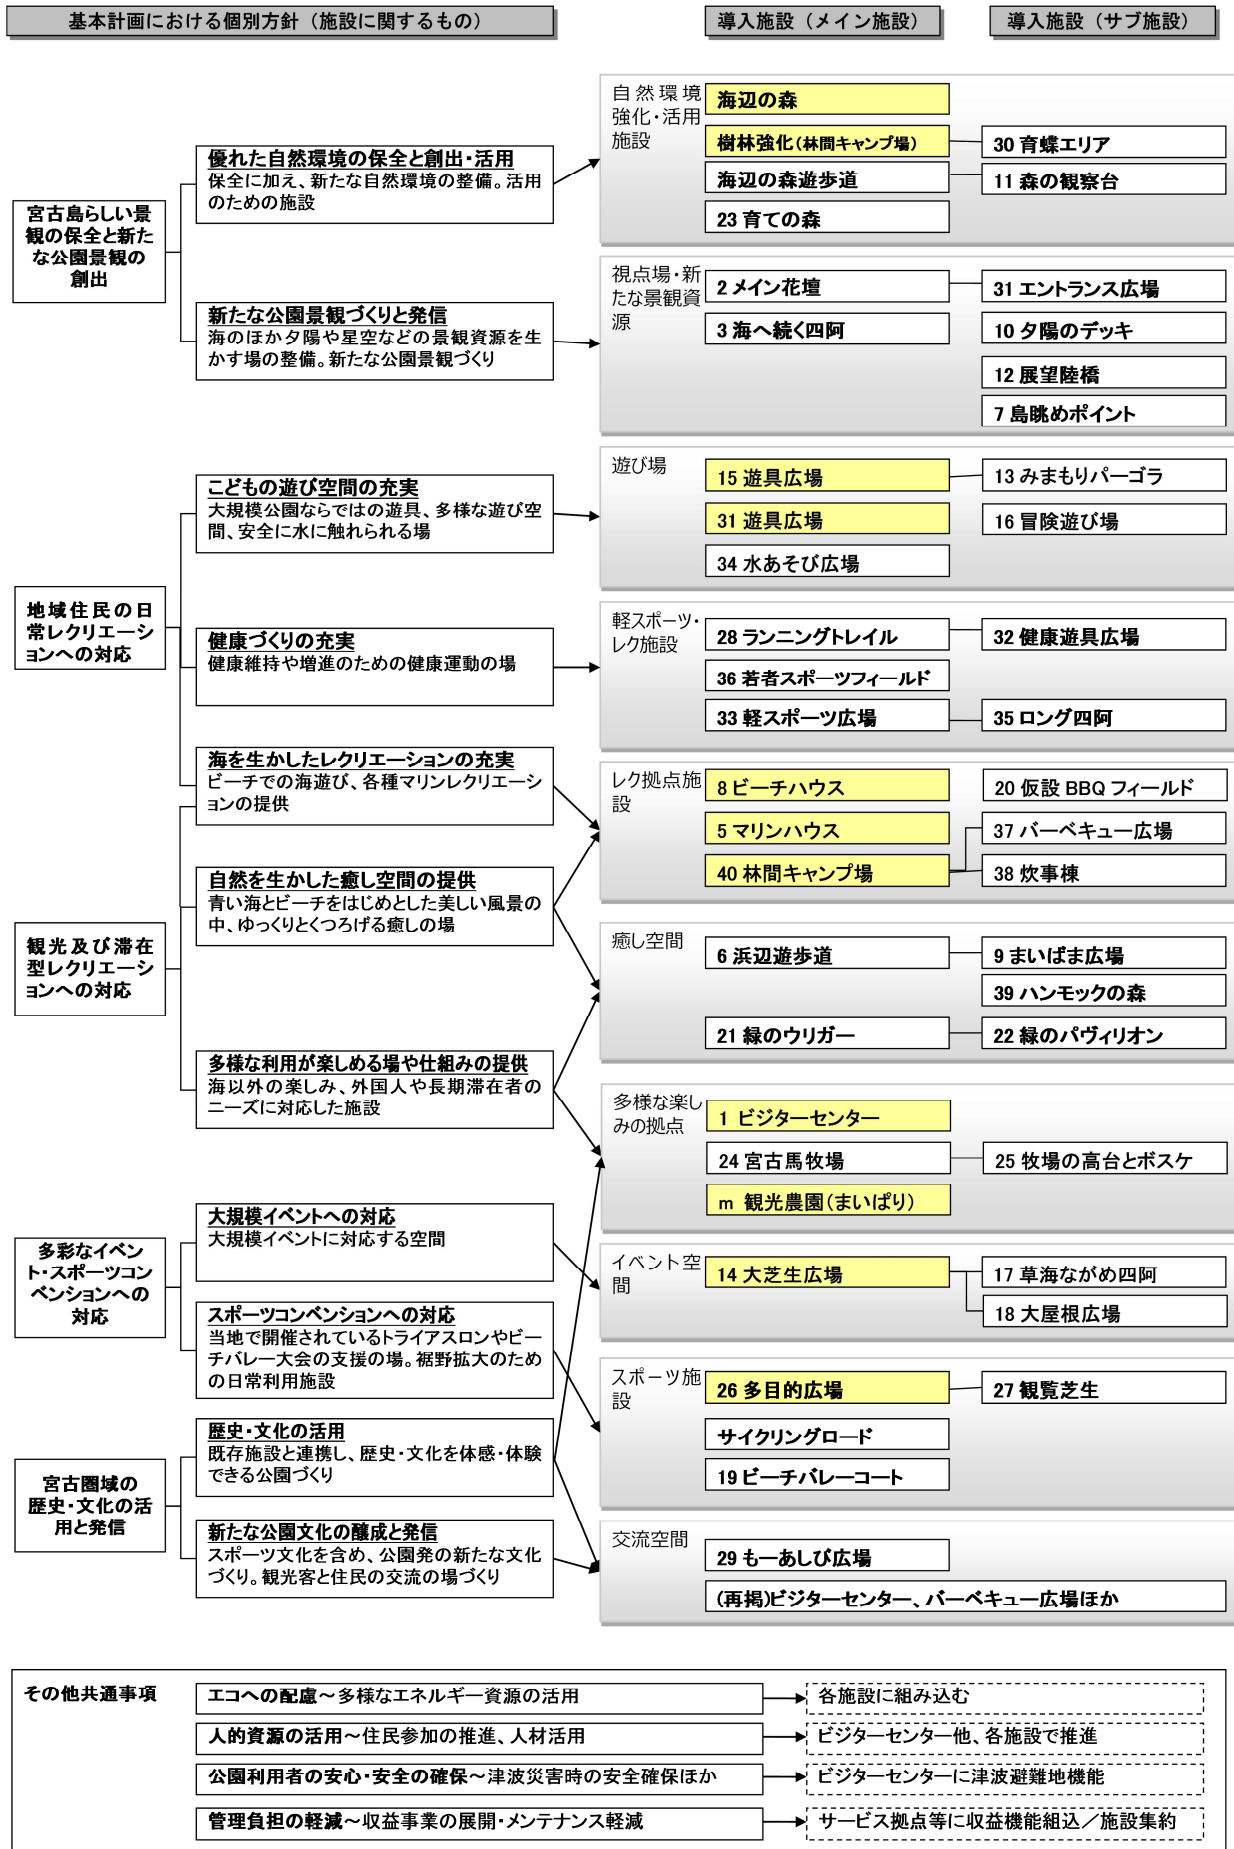 基本計画における個別方針（施設に関するもの）
導入施設（メイン施設）
導入施設（サブ施設）
宮古島らしい景
観の保全と新た
な公園景観の
創出
優れた自然環境の保全と創出・活用
保全に加え、新たな自然環境の整備。活用
のための施設
新たな公園景観づくりと発信
海のほか夕陽や星空などの景観資源を生
かす場の整備。新たな公園景観づくり
自然環境
強化・活用
施設
海辺の森
樹林強化（林間キャンプ場）
30 育蝶エリア
海辺の森遊歩道
11 森の観察台
23 育ての森
視点場・新
たな景観資
源
2 メイン花壇
31 エントランス広場
3 海へ続く四阿
10 夕陽のデッキ
12 展望陸橋
7 島眺めポイント
地域住民の日
常レクリエーシ
ョンへの対応
こどもの遊び空間の充実
大規模公園ならではの遊具、多様な遊び空
間、安全に水に触れられる場
健康づくりの充実
健康維持や増進のための健康運動の場
海を生かしたレクリエーションの充実
ビーチでの海遊び、各種マリンレクリエーシ
ョンの提供
遊び場
15 遊具広場
13 みまもりパーゴラ
31 遊具広場
16 冒険遊び場
34 水あそび広場
軽スポーツ・
レク施設
28 ランニングトレイル
32 健康遊具広場
36 若者スポーツフィールド
33 軽スポーツ広場
35 ロング四阿
レク拠点施
設
8 ビーチハウス
20 仮設 BBQ フィールド
5 マリンハウス
37 バーベキュー広場
40 林間キャンプ場
38 炊事棟
観光及び滞在
型レクリエーシ
ョンへの対応
自然を生かした癒し空間の提供
青い海とビーチをはじめとした美しい風景の
中、ゆっくりとくつろげる癒しの場
多様な利用が楽しめる場や仕組みの提供
海以外の楽しみ、外国人や長期滞在者の
ニーズに対応した施設
癒し空間
6 浜辺遊歩道
9 まいぱま広場
39 ハンモックの森
21 緑のウリガー
22 緑のパヴィリオン
多様な楽し
みの拠点
1 ビジターセンター
24 宮古馬牧場
25 牧場の高台とボスケ
m 観光農園（まいぱり）
多彩なイベン
ト・スポーツコン
ベンションへの
対応
大規模イベントへの対応
大規模イベントに対応する空間
スポーツコンベンションへの対応
当地で開催されているトライアスロンやビー
チバレー大会の支援の場。裾野拡大のため
の日常利用施設
イベント空
間
14 大芝生広場
17 草海ながめ四阿
18 大屋根広場
スポーツ施
設
26 多目的広場
27 観覧芝生
サイクリングロード
19 ビーチバレーコート
宮古圏域の
歴史・文化の活
用と発信
歴史・文化の活用
既存施設と連携し、歴史・文化を体感・体験
できる公園づくり
新たな公園文化の醸成と発信
スポーツ文化を含め、公園発の新たな文化
づくり。観光客と住民の交流の場づくり
交流空間
29 もーあしび広場
（再掲）ビジターセンター、バーベキュー広場ほか
その他共通事項
エコへの配慮～多様なエネルギー資源の活用
各施設に組み込む
人的資源の活用～住民参加の推進、人材活用
ビジターセンター他、各施設で推進
公園利用者の安心・安全の確保～津波災害時の安全確保ほか
ビジターセンターに津波避難地機能
管理負担の軽減～収益事業の展開・メンテナンス軽減
サービス拠点等に収益機能組込／施設集約